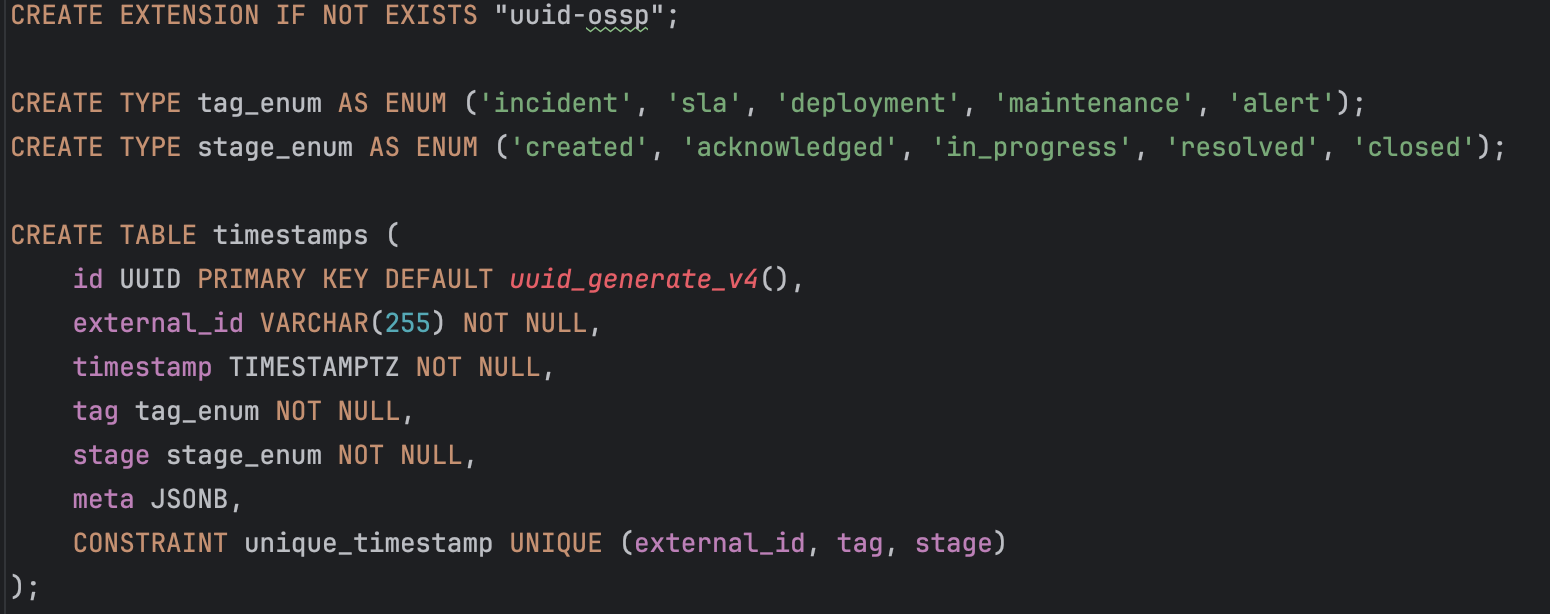 CREATE EXTENSION IF NOT EXISTS "uuid-ossp";

CREATE TYPE tag_enum AS ENUM ('incident', 'sla', 'deployment', 'maintenance', 'alert');
CREATE TYPE stage_enum AS ENUM ('created', 'acknowledged', 'in_progress', 'resolved', 'closed');

CREATE TABLE timestamps (
    id UUID PRIMARY KEY DEFAULT uuid_generate_v4(),
    external_id VARCHAR(255) NOT NULL,
    timestamp TIMESTAMPTZ NOT NULL,
    tag tag_enum NOT NULL,
    stage stage_enum NOT NULL,
    meta JSONB,
    CONSTRAINT unique_timestamp UNIQUE (external_id, tag, stage)
);